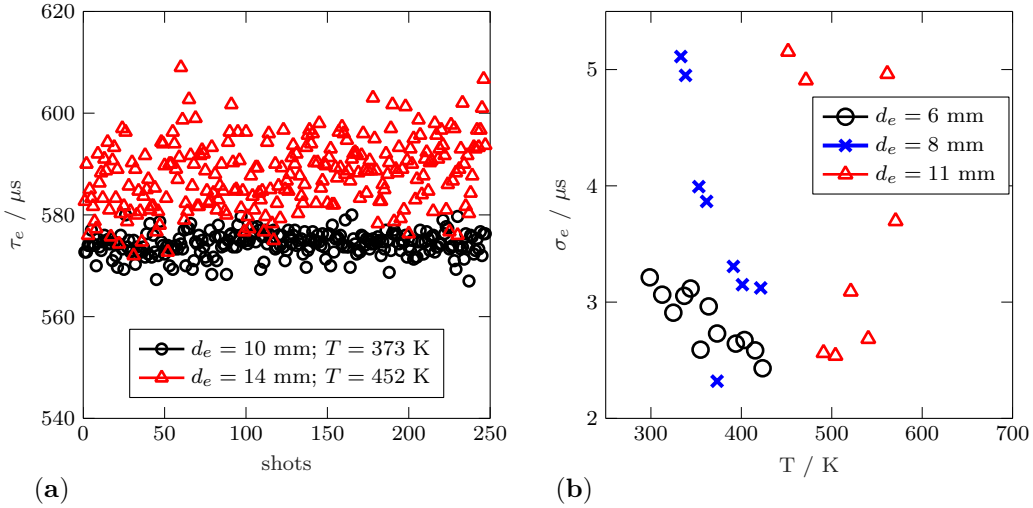 620
600
580
560
540
τe / μs
0
50
100
150
200
250
shots
de = 10 mm; T = 373 K
de = 14 mm; T = 452 K
(a)
5
4
3
2
σe / μs
300
400
500
600
700
T / K
de = 6 mm
de = 8 mm
de = 11 mm
(b)